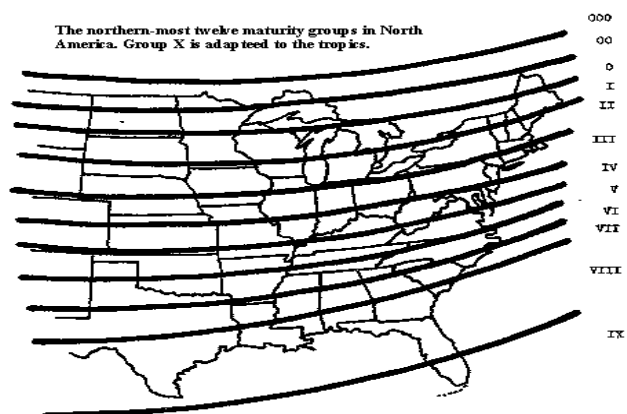 The northern-most twelve maturity groups in North
America. Group X is adapteed to the tropics.
000
00
0
I
II
III
IV
V
VI
VII
VIII
IX